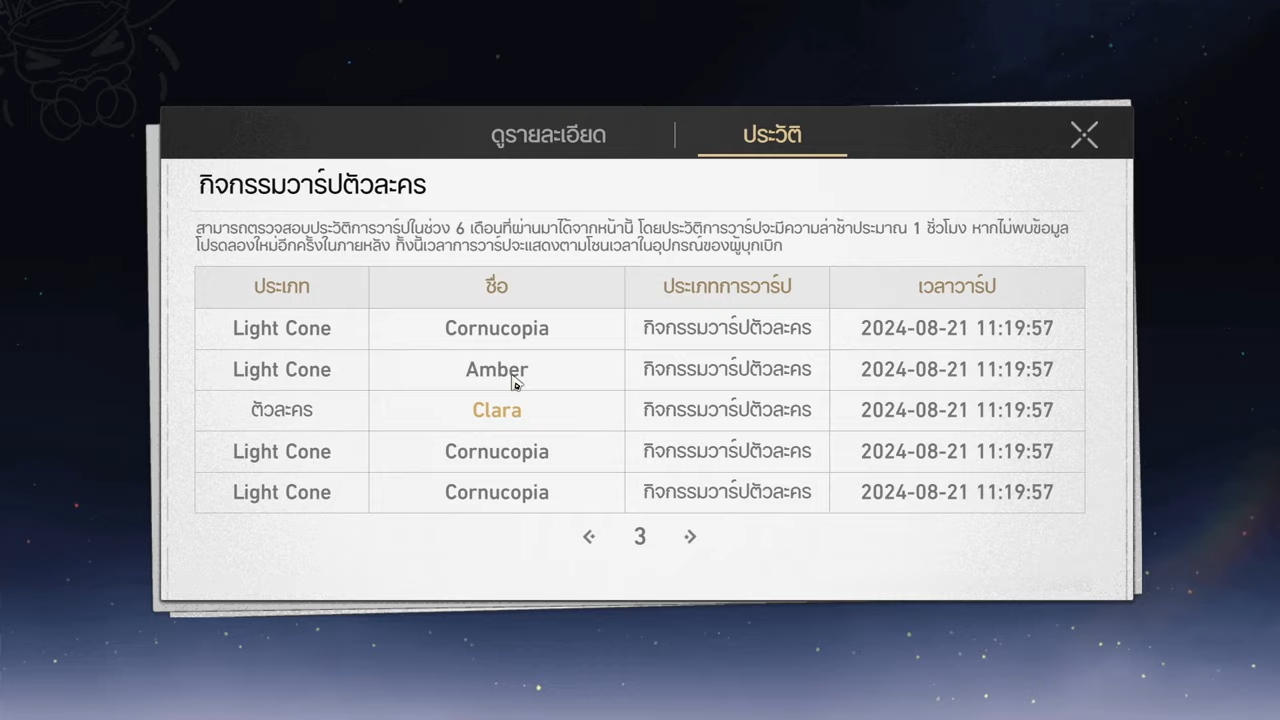 ดูรายละเอียด ประวัติ
กิจกรรมวาร์ปตัวละคร
สามารถตรวจสอบประวัติการวาร์ปในช่วง 6 เดือนที่ผ่านมาได้จากหน้านี้ โดยประวัติการวาร์ปจะมีความล่าช้าประมาณ 1 ชั่วโมง หากไม่พบข้อมูล
โปรดลองใหม่อีกครั้งในภายหลัง ทั้งนี้เวลาการวาร์ปจะแสดงตามโซนเวลาในอุปกรณ์ของผู้บุกเบิก
ประเภท ชื่อ ประเภทการวาร์ป เวลาวาร์ป
Light Cone Cornucopia กิจกรรมวาร์ปตัวละคร 2024-08-21 11:19:57
Light Cone Amber กิจกรรมวาร์ปตัวละคร 2024-08-21 11:19:57
ตัวละคร Clara กิจกรรมวาร์ปตัวละคร 2024-08-21 11:19:57
Light Cone Cornucopia กิจกรรมวาร์ปตัวละคร 2024-08-21 11:19:57
Light Cone Cornucopia กิจกรรมวาร์ปตัวละคร 2024-08-21 11:19:57
3